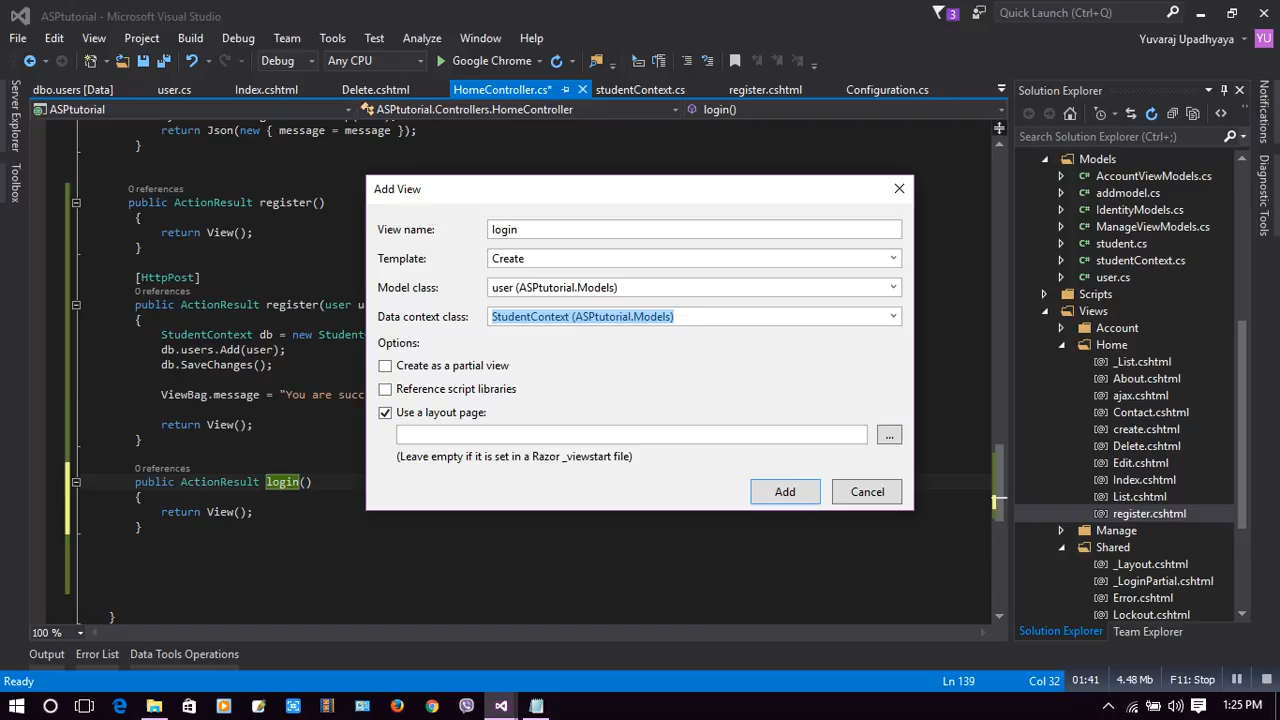 ASPtutorial - Microsoft Visual Studio
3
Quick Launch (Ctrl+Q)
File Edit View Project Build Debug Team Tools Test Analyze Window Help
Yuvaraj Upadhyaya
YU
Debug
Any CPU
Google Chrome
dbo.users [Data]
user.cs
Index.cshtml
Delete.cshtml
HomeController.cs*
studentContext.cs
register.cshtml
Configuration.cs
ASPtutorial
ASPtutorial.Controllers.HomeController
login()
Server Explorer
Toolbox
return Json(new { message = message });
}
0 references
public ActionResult register()
{
return View();
}
[HttpPost]
0 references
public ActionResult register(user u
{
StudentContext db = new Student
db.users.Add(user);
db.SaveChanges();
ViewBag.message = "You are succ
return View();
}
0 references
public ActionResult login()
{
return View();
}
}
100 %
Add View
View name:
login
Template:
Create
Model class:
user (ASPtutorial.Models)
Data context class:
StudentContext (ASPtutorial.Models)
Options:
Create as a partial view
Reference script libraries
Use a layout page:
...
(Leave empty if it is set in a Razor _viewstart file)
Add
Cancel
Solution Explorer
Search Solution Explorer (Ctrl+;)
Models
AccountViewModels.cs
addmodel.cs
IdentityModels.cs
ManageViewModels.cs
student.cs
studentContext.cs
user.cs
Scripts
Views
Account
Home
_List.cshtml
About.cshtml
ajax.cshtml
Contact.cshtml
create.cshtml
Delete.cshtml
Edit.cshtml
Index.cshtml
List.cshtml
register.cshtml
Manage
Shared
_Layout.cshtml
_LoginPartial.cshtml
Error.cshtml
Lockout.cshtml
Solution Explorer
Team Explorer
Notifications
Diagnostic Tools
Output
Error List
Data Tools Operations
Ready
Ln 139
Col 32
01:41
4.48 Mb
F11: Stop
1:25 PM